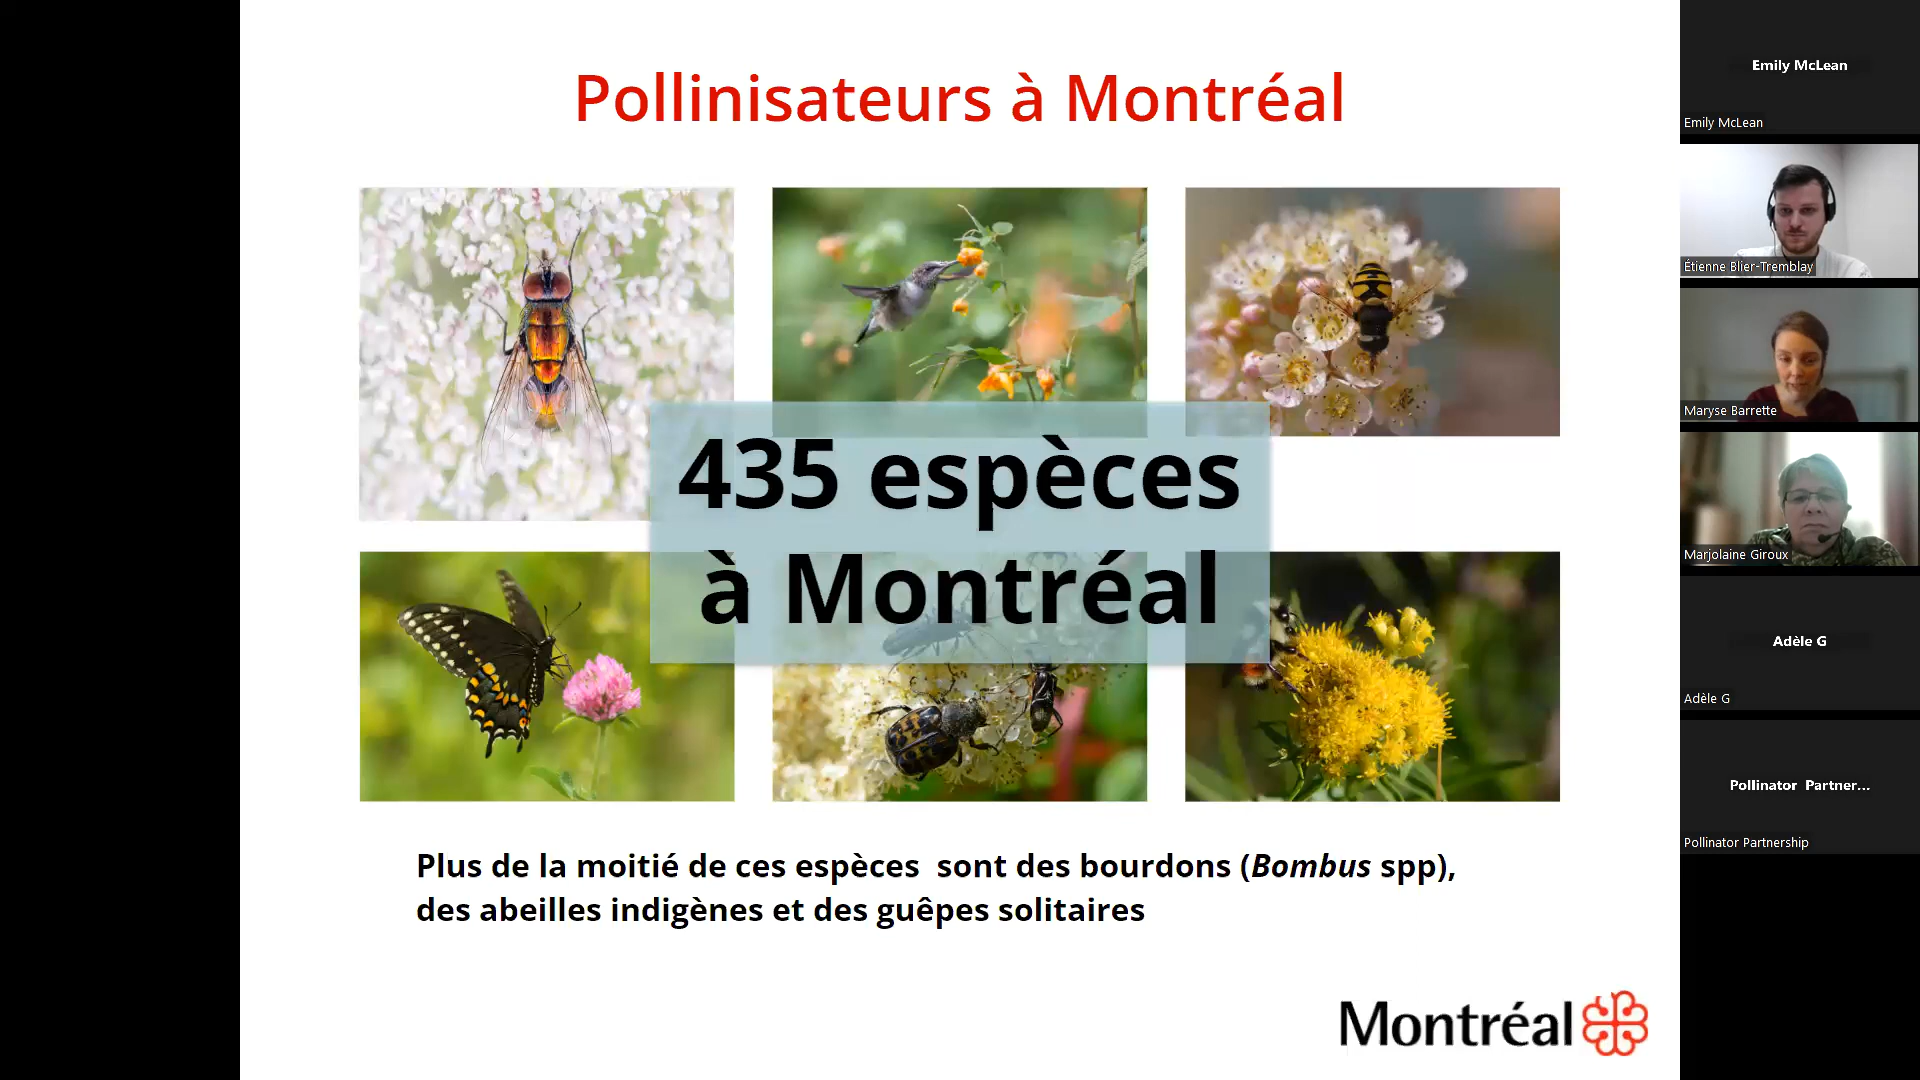 Pollinisateurs à Montréal
435 espèces
à Montréal
Plus de la moitié de ces espèces sont des bourdons (Bombus spp),
des abeilles indigènes et des guêpes solitaires
Montréal
Emily McLean
Emily McLean
Étienne Blier-Tremblay
Maryse Barrette
Marjolaine Giroux
Adèle G
Adèle G
Pollinator Partner...
Pollinator Partnership